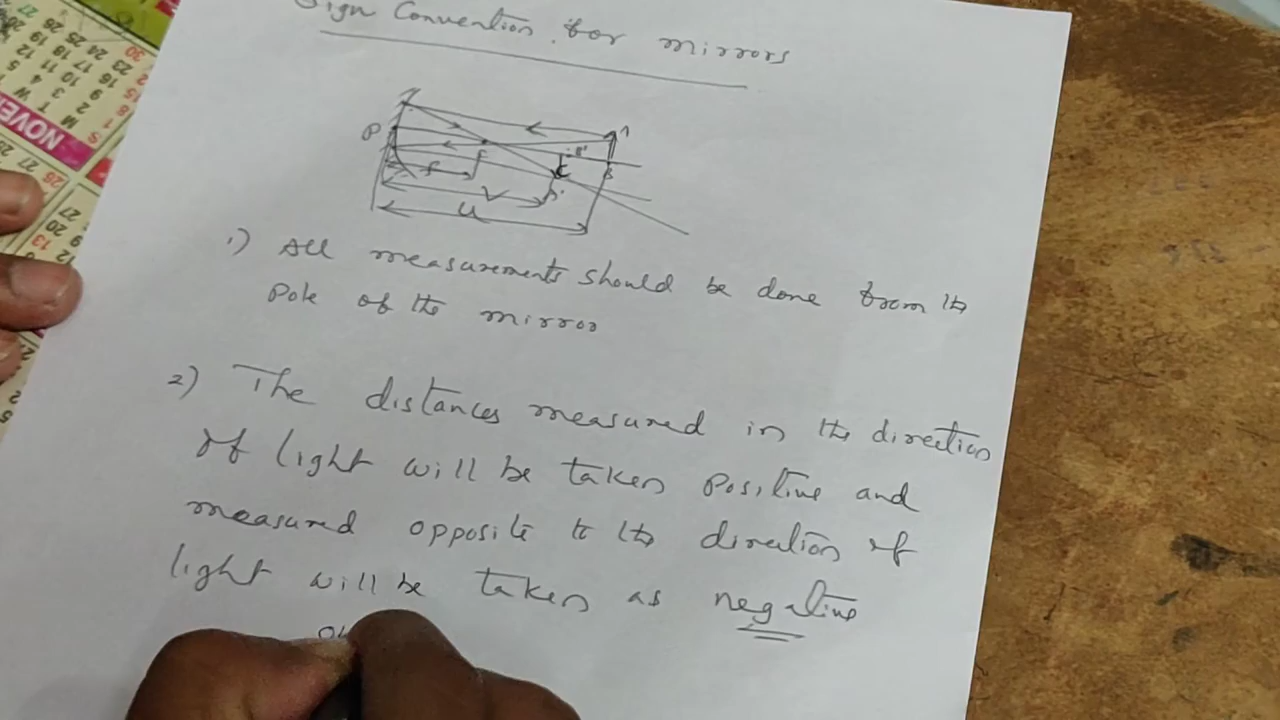 Sign Convention for mirrors
P
F
C
f
V
u
1) All measurements should be done from the
Pole of the mirror
2) The distances measured in the direction
of light will be taken positive and
measured opposite to the direction of
light will be taken as negative
NOVE